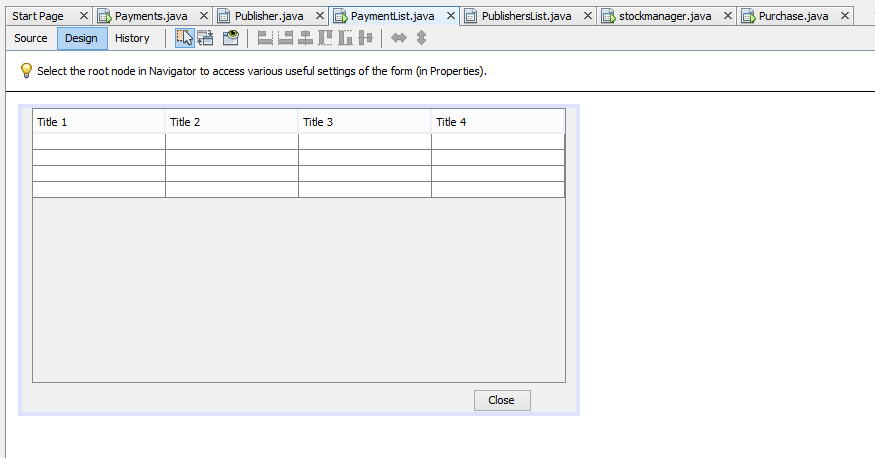 Start Page Payments.java Publisher.java PaymentList.java PublishersList.java stockmanager.java Purchase.java
Source Design History
Select the root node in Navigator to access various useful settings of the form (in Properties).
Title 1 Title 2 Title 3 Title 4
Close